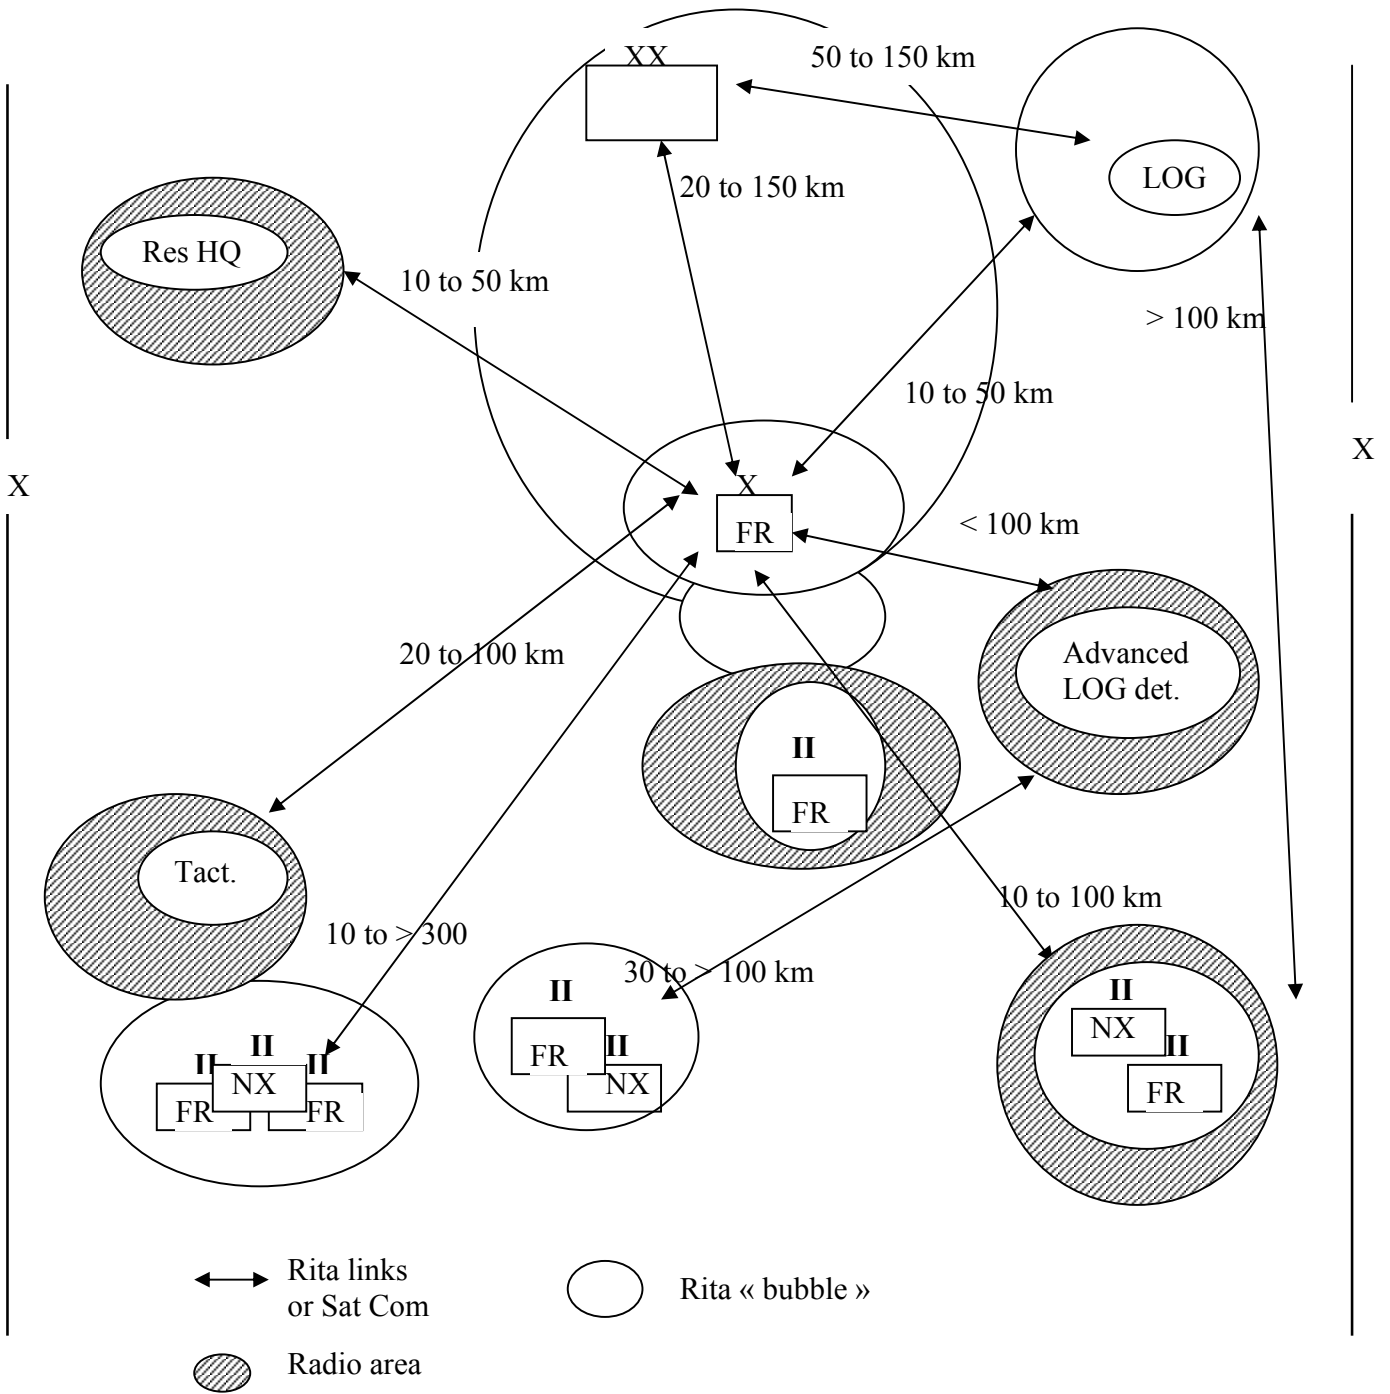 XX
50 to 150 km
LOG
20 to 150 km
Res HQ
10 to 50 km
> 100 km
10 to 50 km
X
X
X
FR
< 100 km
20 to 100 km
Advanced
LOG det.
II
FR
Tact.
10 to 100 km
10 to > 300
30 to > 100 km
II
II
NX
II
FR
II
FR
II
NX
II
II
II
FR
NX
FR
Rita links
or Sat Com
Rita « bubble »
Radio area